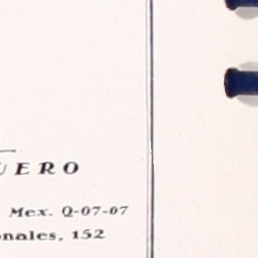 UERO
Mex. Q-07-07
nales, 152